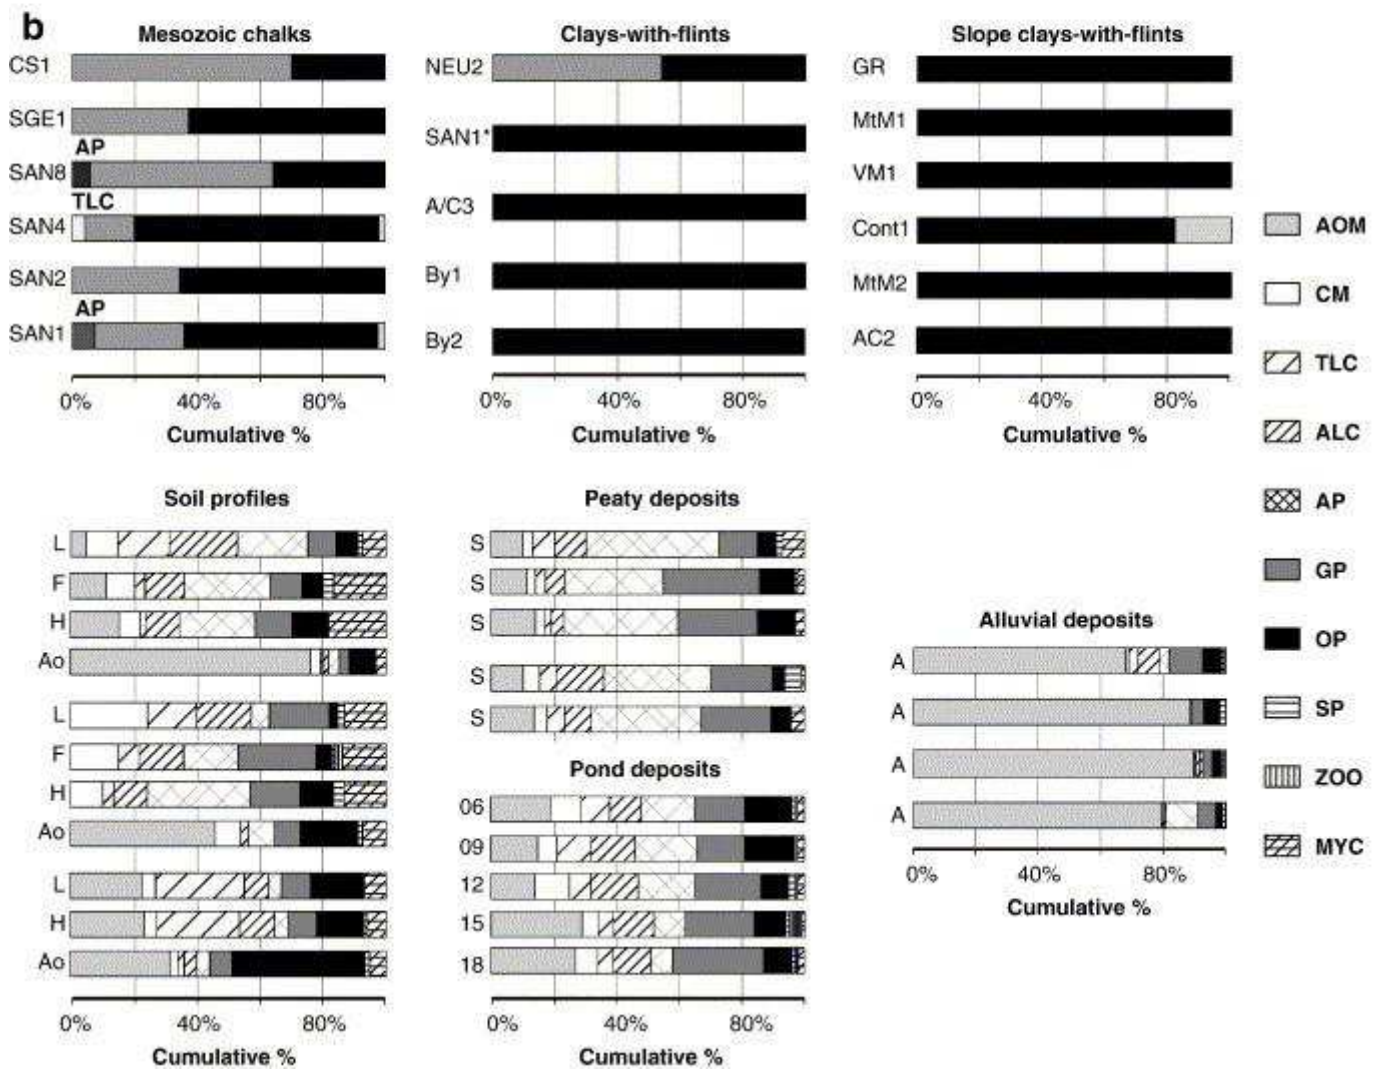 b
Mesozoic chalks
CS1
SGE1
AP
SAN8
TLC
SAN4
SAN2
AP
SAN1
0% 40% 80%
Cumulative %
Clays-with-flints
NEU2
SAN1*
A/C3
By1
By2
0% 40% 80%
Cumulative %
Slope clays-with-flints
GR
MtM1
VM1
Cont1
MtM2
AC2
0% 40% 80%
Cumulative %
AOM
CM
TLC
ALC
AP
GP
OP
SP
ZOO
MYC
Soil profiles
L
F
H
Ao
L
F
H
Ao
L
H
Ao
0% 40% 80%
Cumulative %
Peaty deposits
S
S
S
S
S
Pond deposits
06
09
12
15
18
0% 40% 80%
Cumulative %
Alluvial deposits
A
A
A
A
0% 40% 80%
Cumulative %